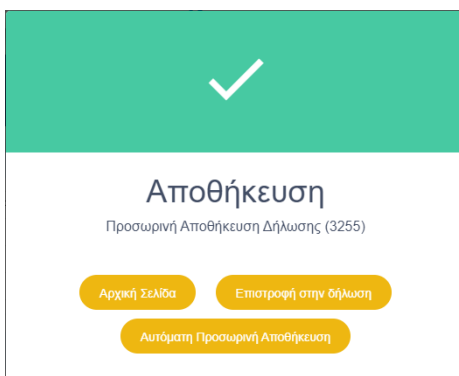 Αποθήκευση
Προσωρινή Αποθήκευση Δήλωσης (3255)
Αρχική Σελίδα
Επιστροφή στην δήλωση
Αυτόματη Προσωρινή Αποθήκευση